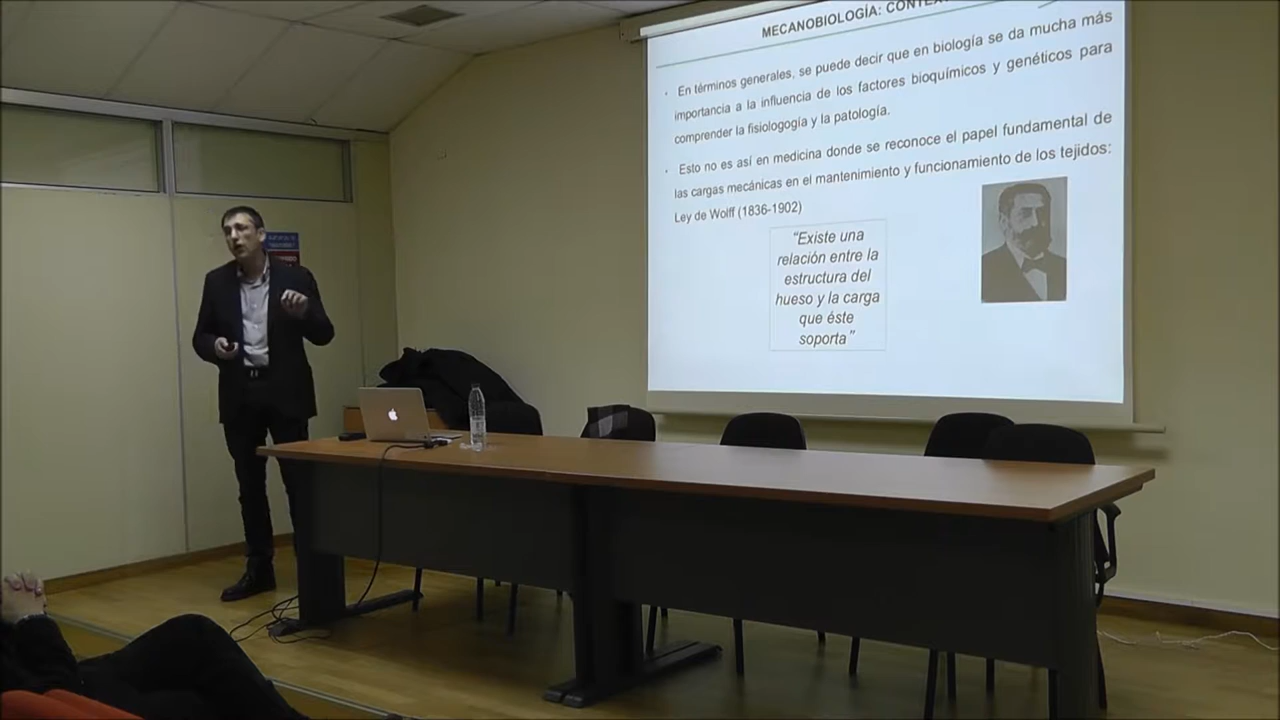 MECANOBIOLOGÍA:
En términos generales, se puede decir que en biología se da mucha más
importancia a la influencia de los factores bioquímicos y genéticos para
comprender la fisiologogía y la patología.
Esto no es así en medicina donde se reconoce el papel fundamental de
las cargas mecánicas en el mantenimiento y funcionamiento de los tejidos:
Ley de Wolff (1836-1902)
“Existe una
relación entre la
estructura del
hueso y la carga
que éste
soporta”